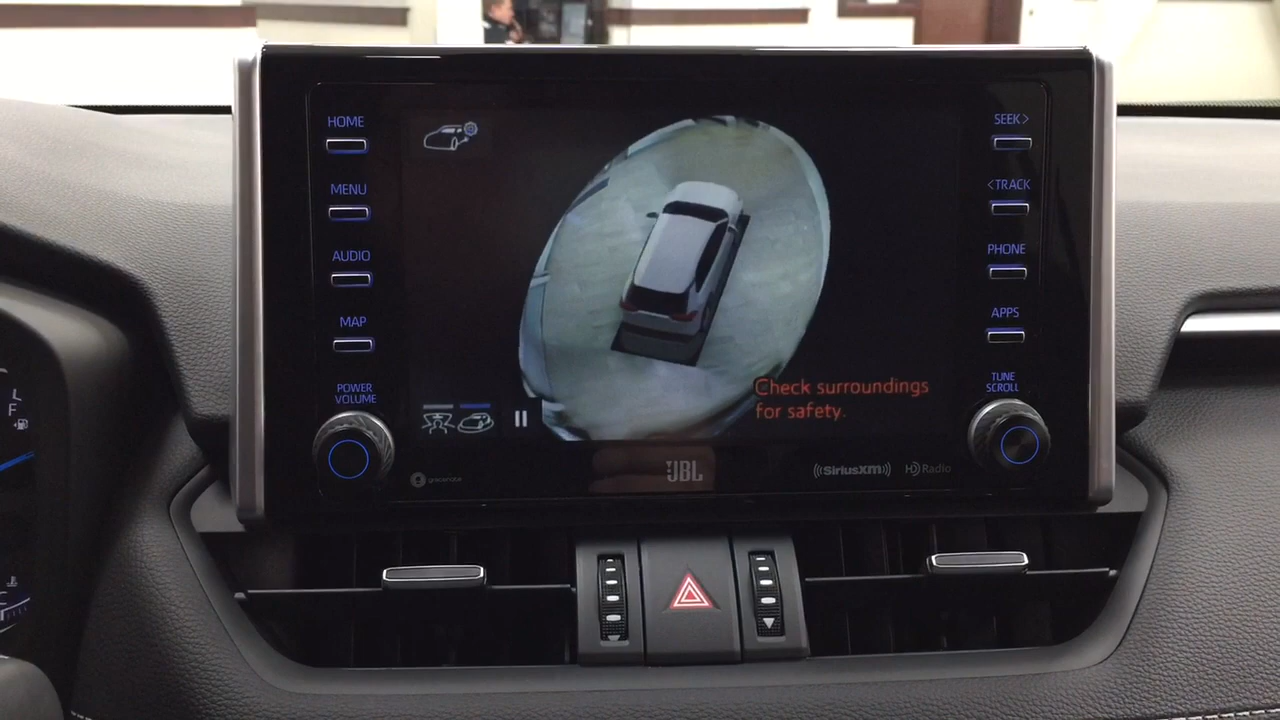 HOME
MENU
AUDIO
MAP
POWER
VOLUME
SEEK>
<TRACK
PHONE
APPS
TUNE
SCROLL
Check surroundings
for safety.
gracenote
JBL
((SiriusXM))
HD Radio
L
F